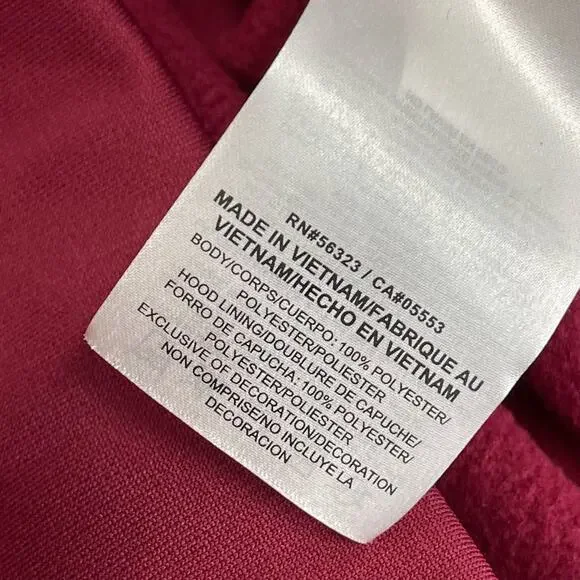 RN#56323 / CA#05553
MADE IN VIETNAM/FABRIQUE AU
VIETNAM/HECHO EN VIETNAM
BODY/CORPS/CUERPO: 100% POLYESTER/
POLYESTER/POLIÉSTER
HOOD LINING/DOUBLURE DE CAPUCHE/
FORRO DE CAPUCHA: 100% POLYESTER/
POLYESTER/POLIÉSTER
EXCLUSIVE OF DECORATION/DECORATION
NON COMPRISE/NO INCLUYE LA
DECORACION